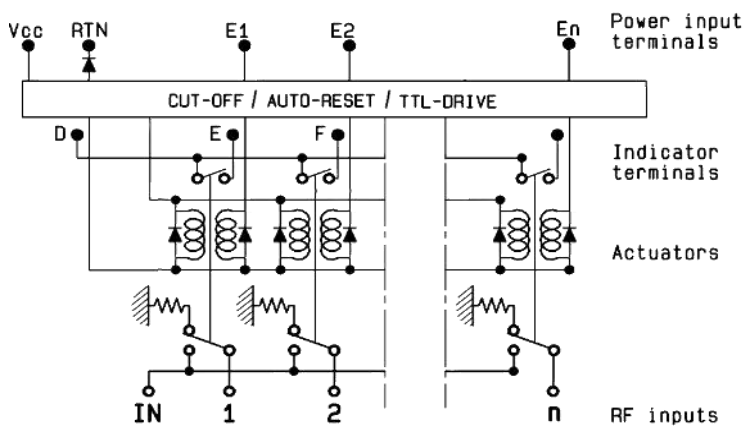 Vcc RTN E1 E2 En Power input
terminals
CUT-OFF / AUTO-RESET / TTL-DRIVE
D E F
Indicator
terminals
Actuators
IN 1 2 n RF inputs